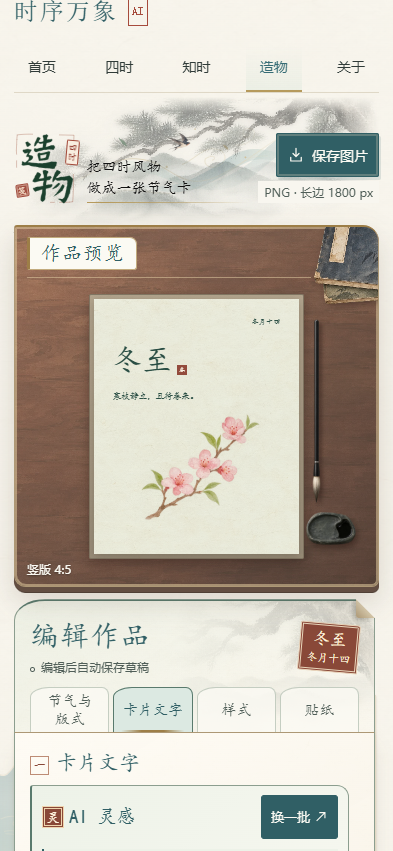 时序万象 AI
首页 四时 知时 造物 关于
造物
四时
把四时风物
做成一张节气卡
保存图片
PNG · 长边 1800 px
作品预览
冬月十四
冬至
寒枝静立，且待春来。
竖版 4:5
编辑作品
编辑后自动保存草稿
冬至
冬月十四
节气与
版式
卡片文字
样式
贴纸
一 卡片文字
灵 AI 灵感
换一批 ↗